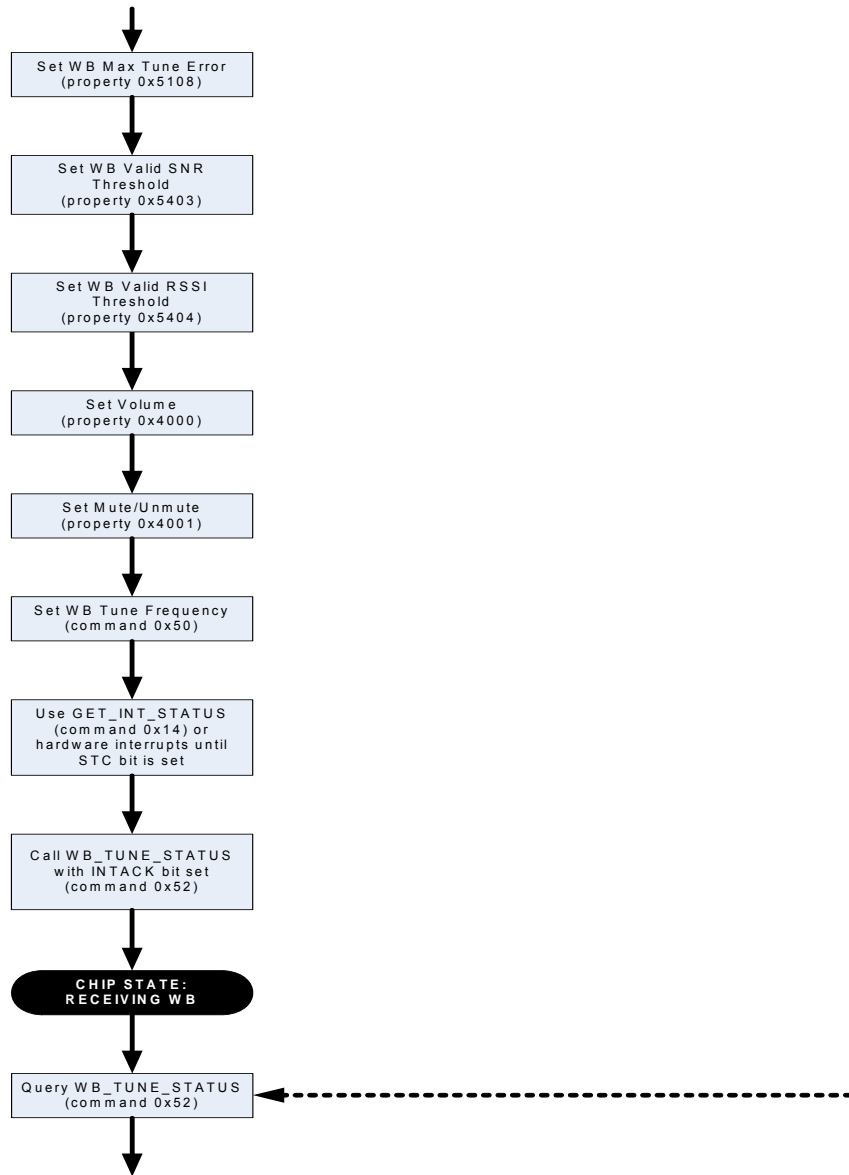 Set WB Max Tune Error
(property 0x5108)
Set WB Valid SNR
Threshold
(property 0x5403)
Set WB Valid RSSI
Threshold
(property 0x5404)
Set Volume
(property 0x4000)
Set Mute/Unmute
(property 0x4001)
Set WB Tune Frequency
(command 0x50)
Use GET_INT_STATUS
(command 0x14) or
hardware interrupts until
STC bit is set
Call WB_TUNE_STATUS
with INTACK bit set
(command 0x52)
CHIP STATE:
RECEIVING WB
Query WB_TUNE_STATUS
(command 0x52)